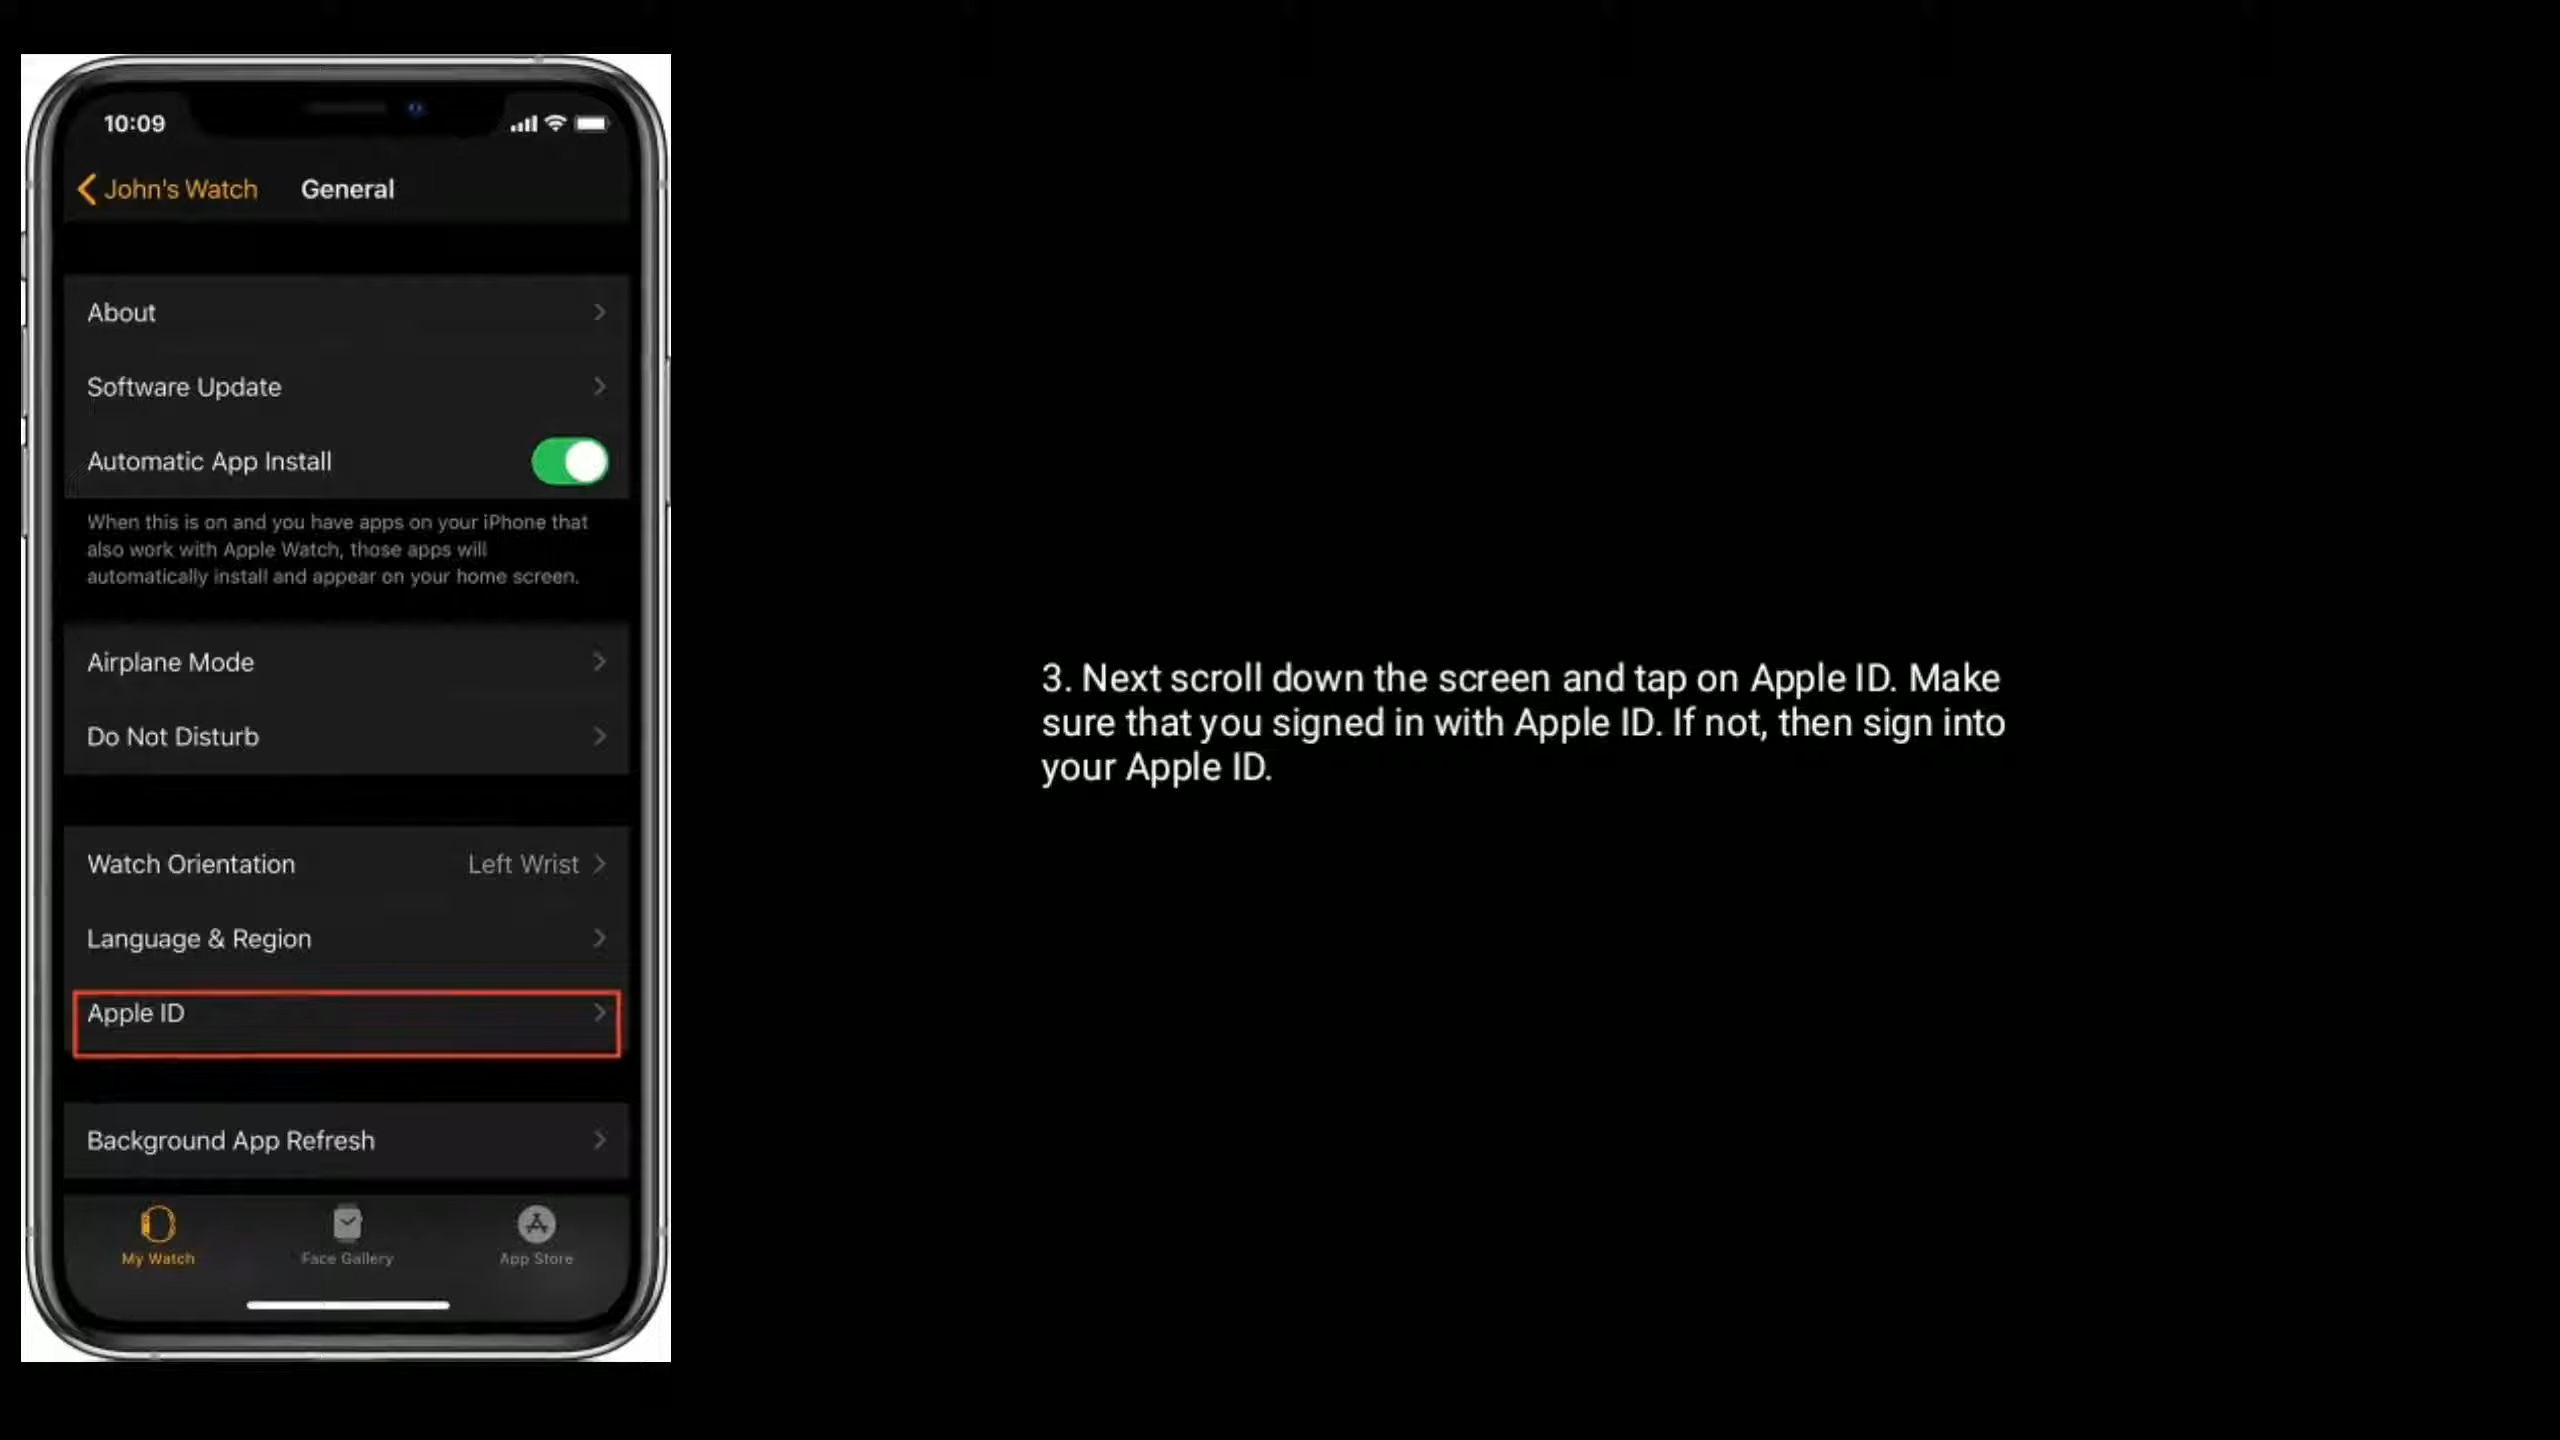 10:09
John's Watch
General
About
Software Update
Automatic App Install
When this is on and you have apps on your iPhone that
also work with Apple Watch, those apps will
automatically install and appear on your home screen.
Airplane Mode
Do Not Disturb
Watch Orientation
Left Wrist
Language & Region
Apple ID
Background App Refresh
My Watch
Face Gallery
App Store
3. Next scroll down the screen and tap on Apple ID. Make
sure that you signed in with Apple ID. If not, then sign into
your Apple ID.